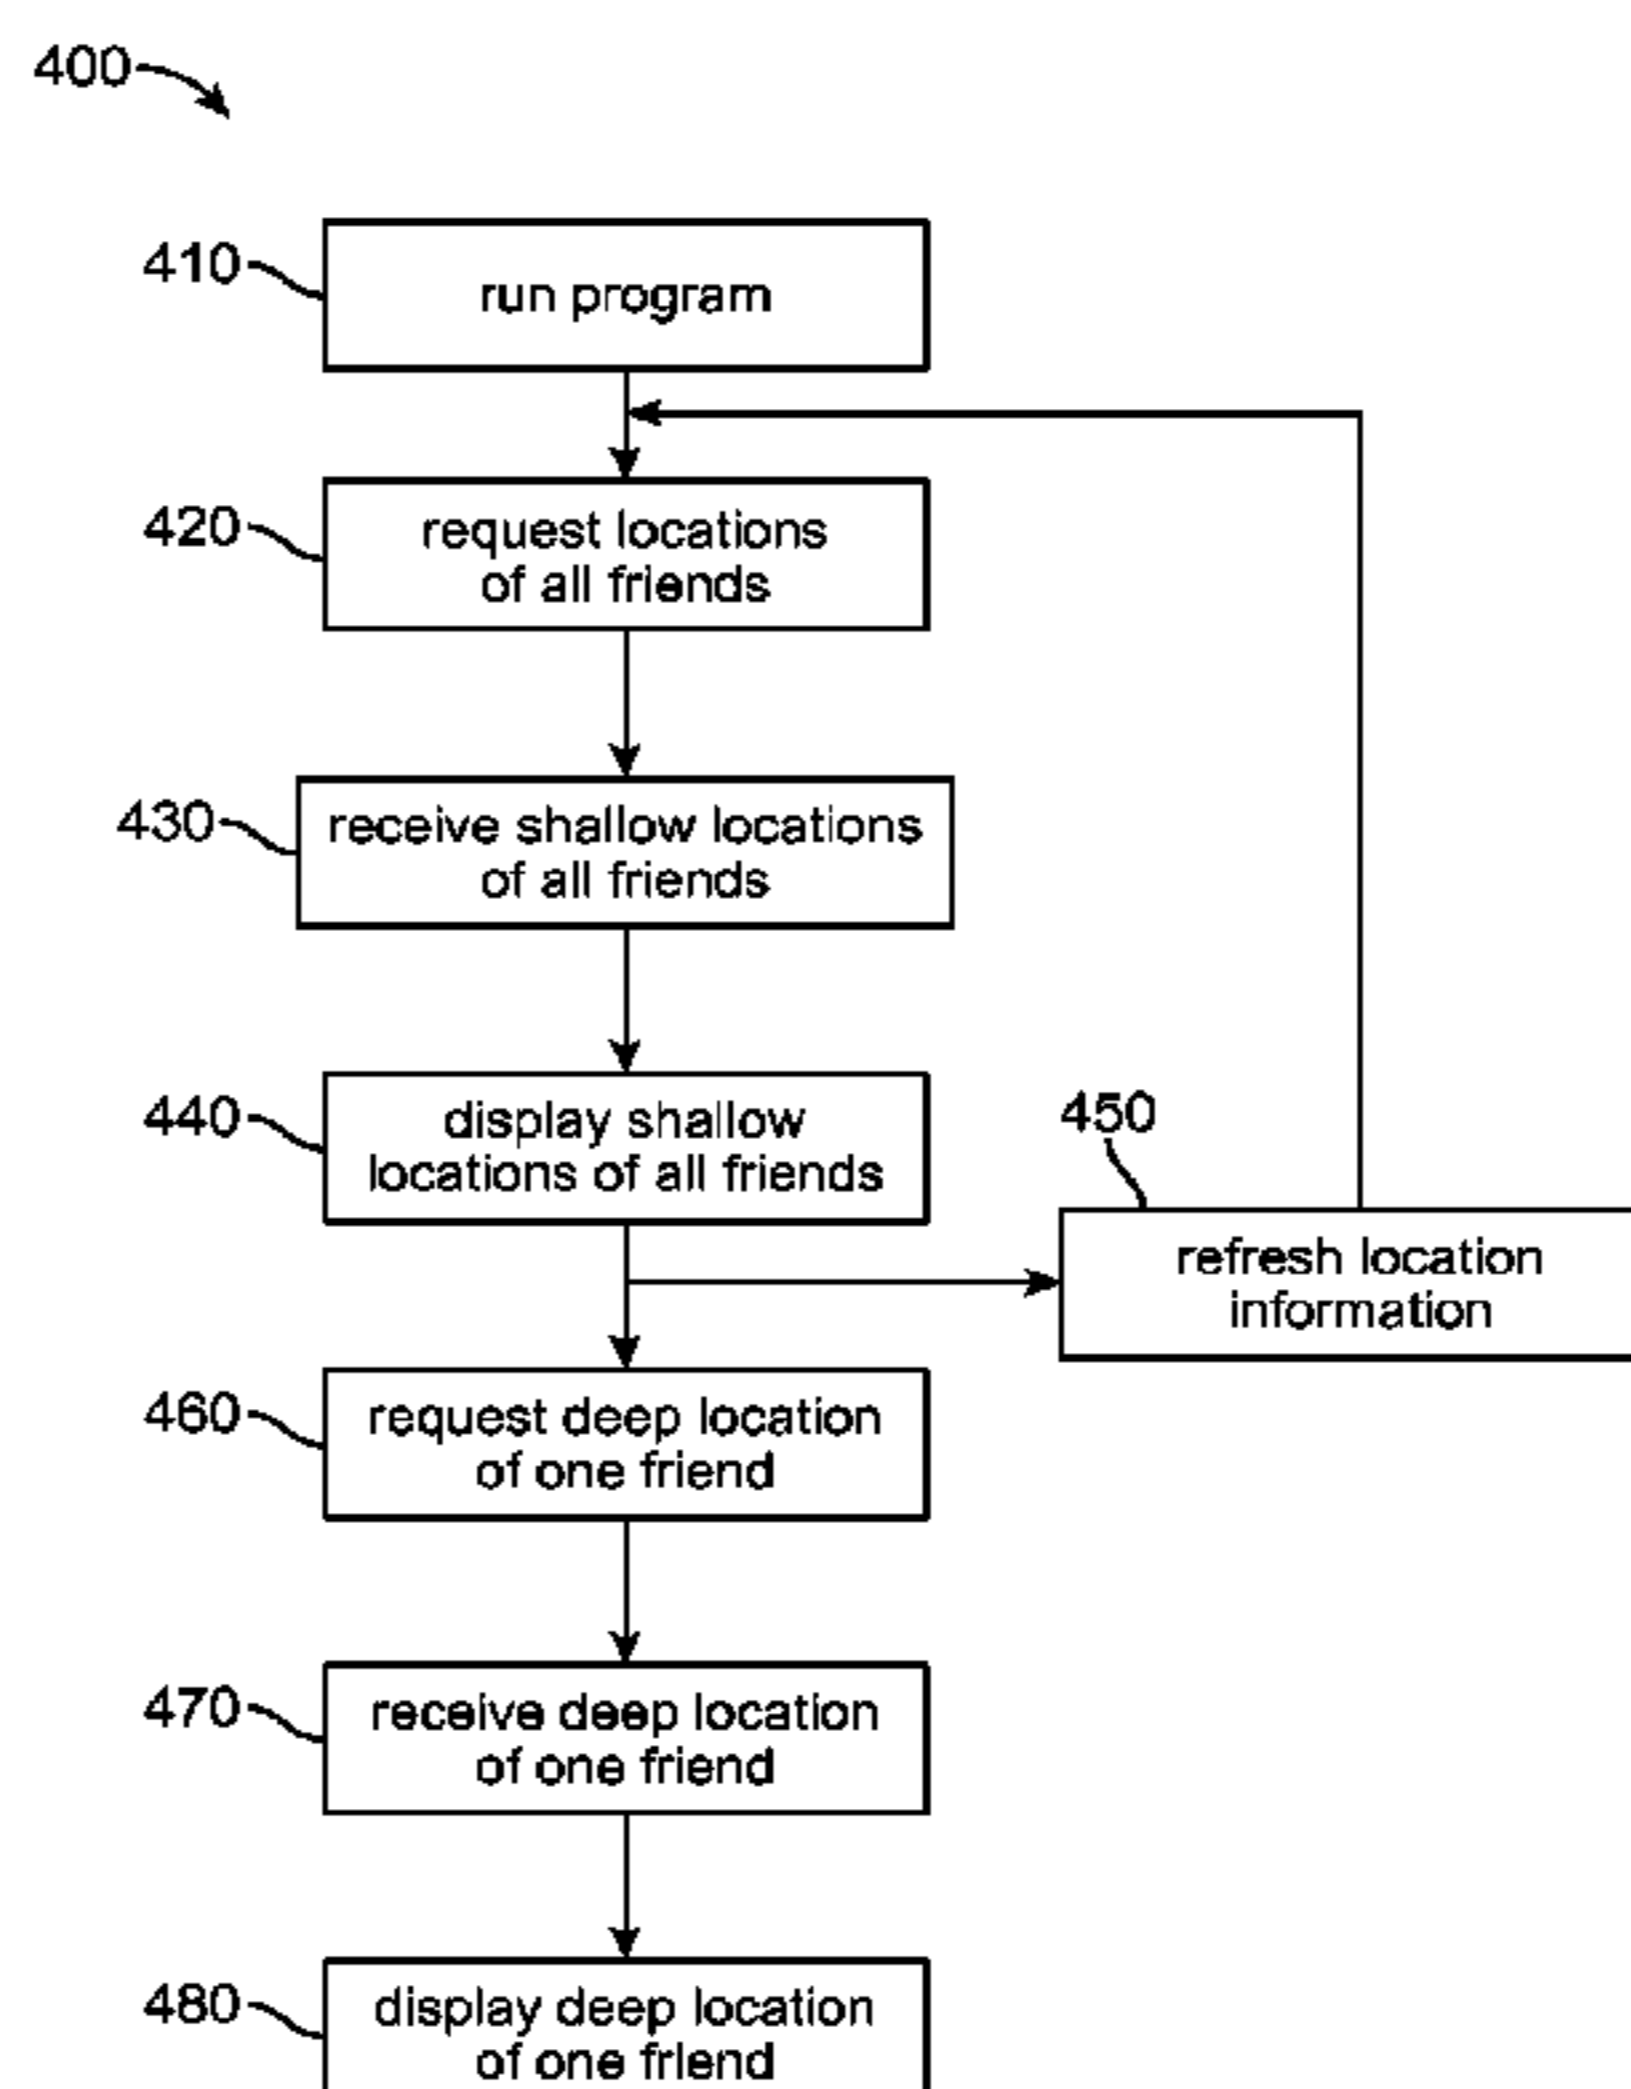 400
410
run program
420
request locations
of all friends
430
receive shallow locations
of all friends
440
display shallow
locations of all friends
450
refresh location
information
460
request deep location
of one friend
470
receive deep location
of one friend
480
display deep location
of one friend